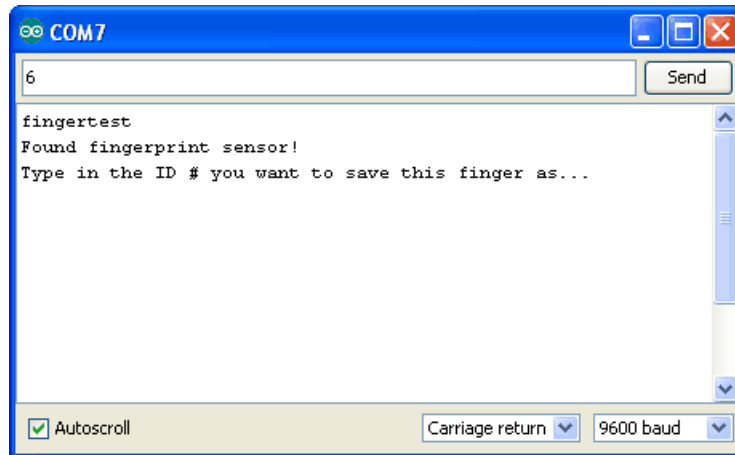 COM7
6
Send
fingertest
Found fingerprint sensor!
Type in the ID # you want to save this finger as...
Autoscroll
Carriage return
9600 baud